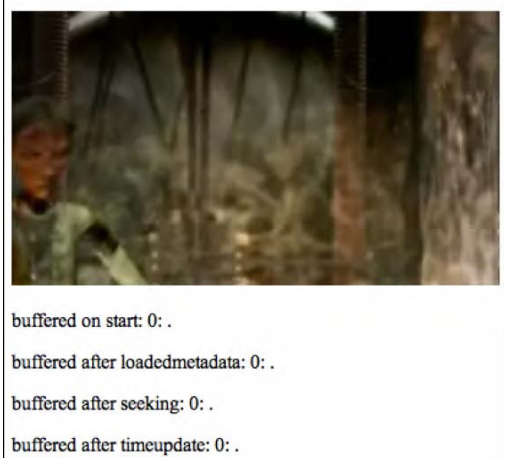 buffered on start: 0: .
buffered after loadedmetadata: 0: .
buffered after seeking: 0: .
buffered after timeupdate: 0: .